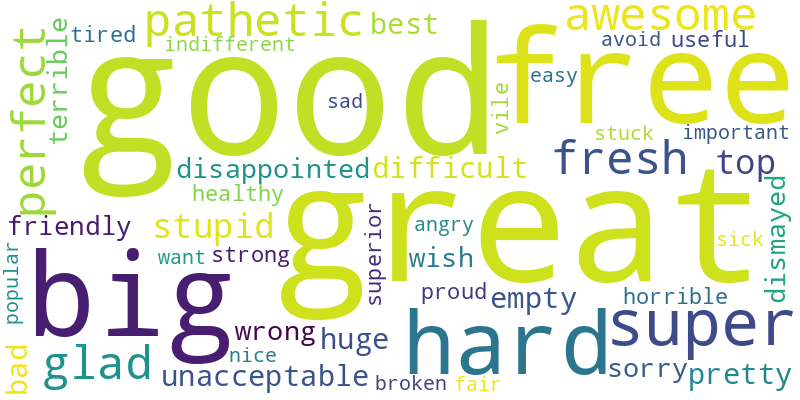 pathetic
best
awesome
tired
indifferent
avoid
useful
perfect
terrible
good
free
easy
sad
vile
stuck
important
fresh
top
disappointed
difficult
healthy
great
dismayed
friendly
stupid
superior
angry
sick
want
strong
wish
popular
big
proud
empty
horrible
super
wrong
huge
hard
bad
glad
nice
unacceptable
broken
fair
sorry
pretty